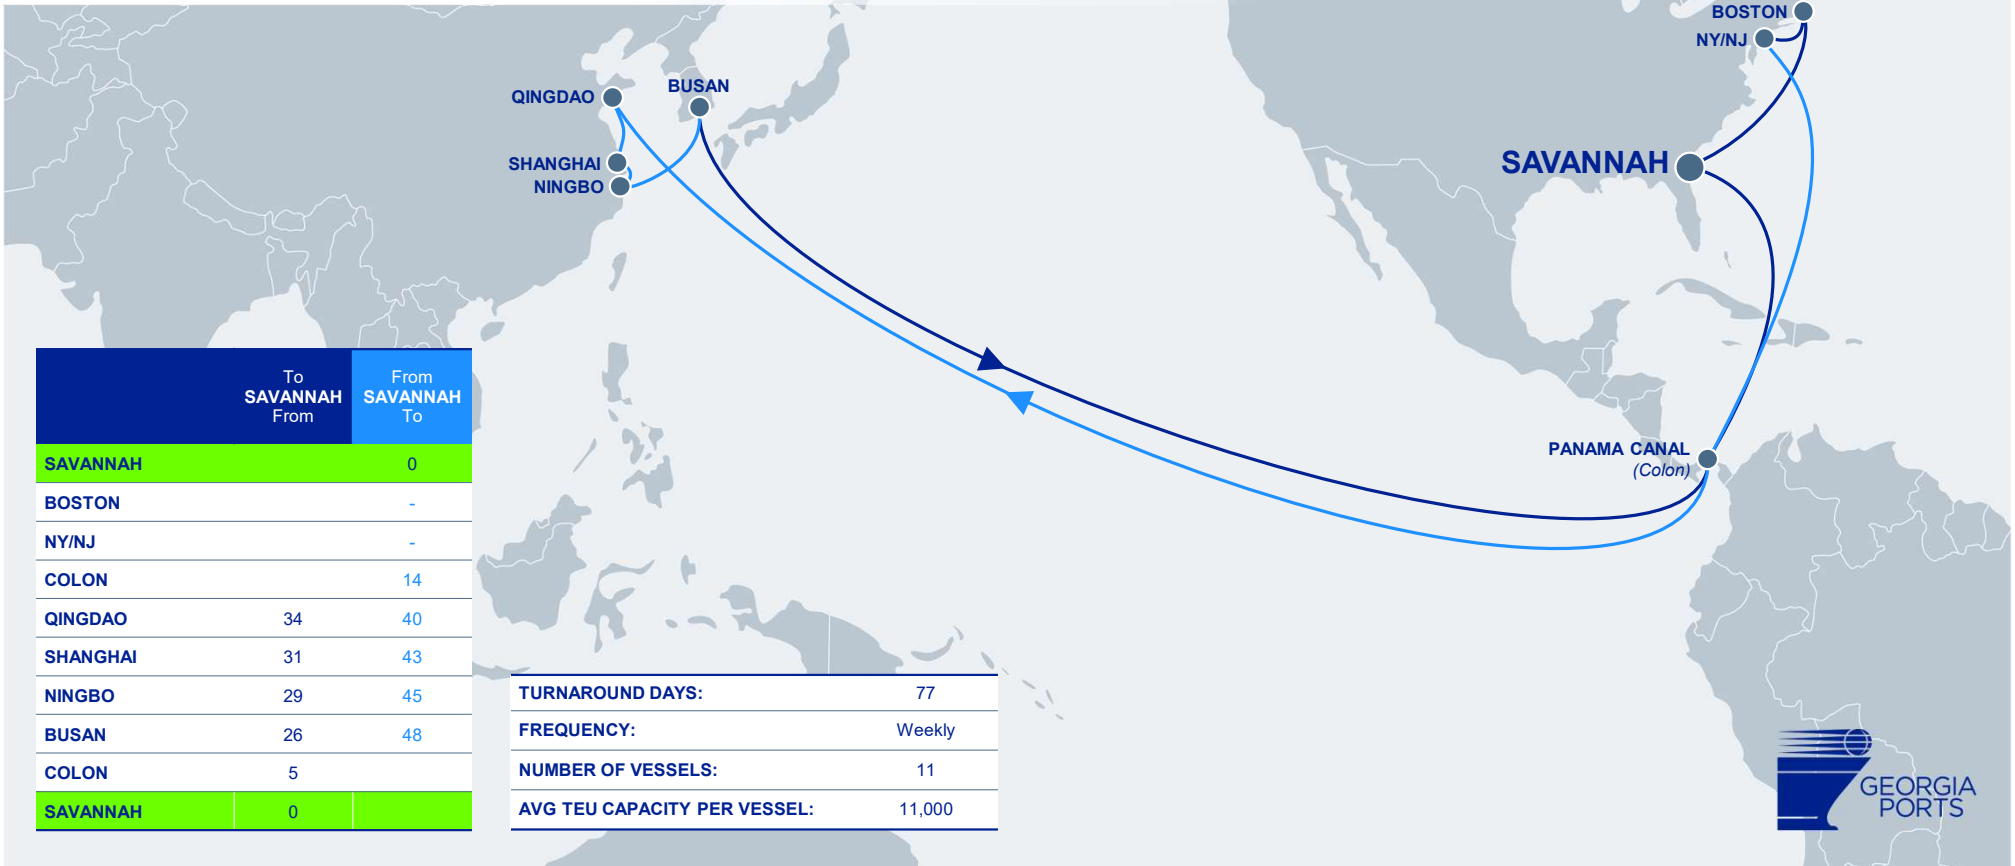 BOSTON
NY/NJ
BUSAN
QINGDAO
SHANGHAI
NINGBO
SAVANNAH
PANAMA CANAL
(Colon)
To SAVANNAH From
From SAVANNAH To
SAVANNAH 0
BOSTON -
NY/NJ -
COLON 14
QINGDAO 34 40
SHANGHAI 31 43
NINGBO 29 45
BUSAN 26 48
COLON 5
SAVANNAH 0
TURNAROUND DAYS: 77
FREQUENCY: Weekly
NUMBER OF VESSELS: 11
AVG TEU CAPACITY PER VESSEL: 11,000
GEORGIA
PORTS